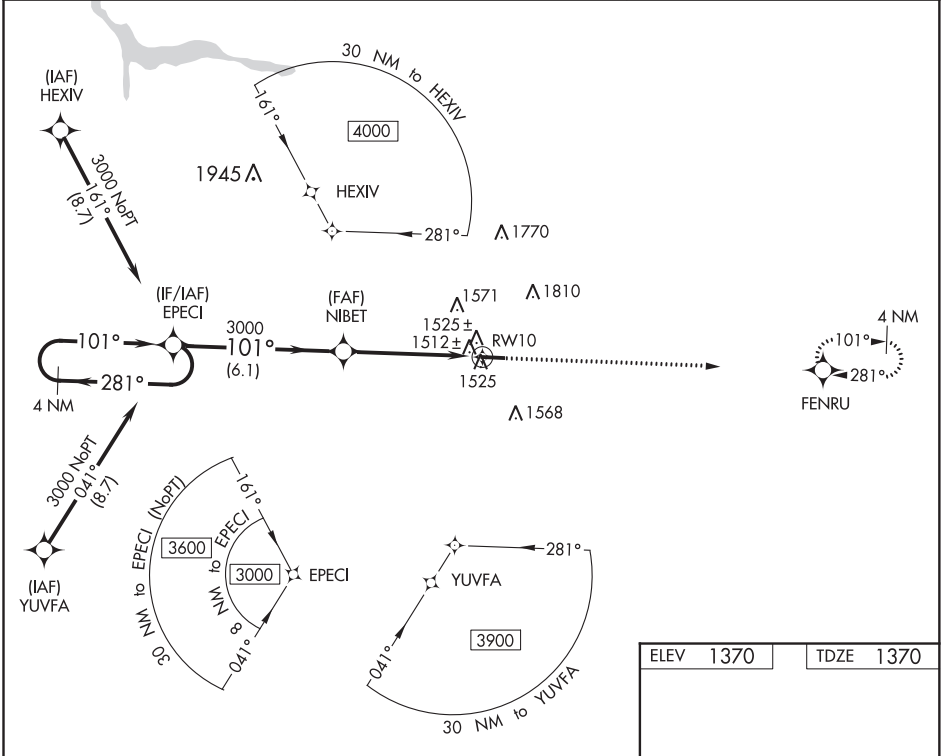 30 NM to HEXIV
(IAF)
HEXIV
161°
4000
3000 NoPT
161°
(8.7)
1945
HEXIV
281°
1770
(IF/IAF)
EPECI
(FAF)
NIBET
1571
1810
1525±
1512±
RW10
1525
101°
281°
4 NM
3000
101°
(6.1)
4 NM
101°
281°
FENRU
1568
3000 NoPT
041°
(8.7)
(IAF)
YUVFA
30 NM to EPECI (NoPT)
161°
3600
8 NM to EPECI
3000
EPECI
041°
281°
YUVFA
3900
041°
30 NM to YUVFA
ELEV 1370
TDZE 1370